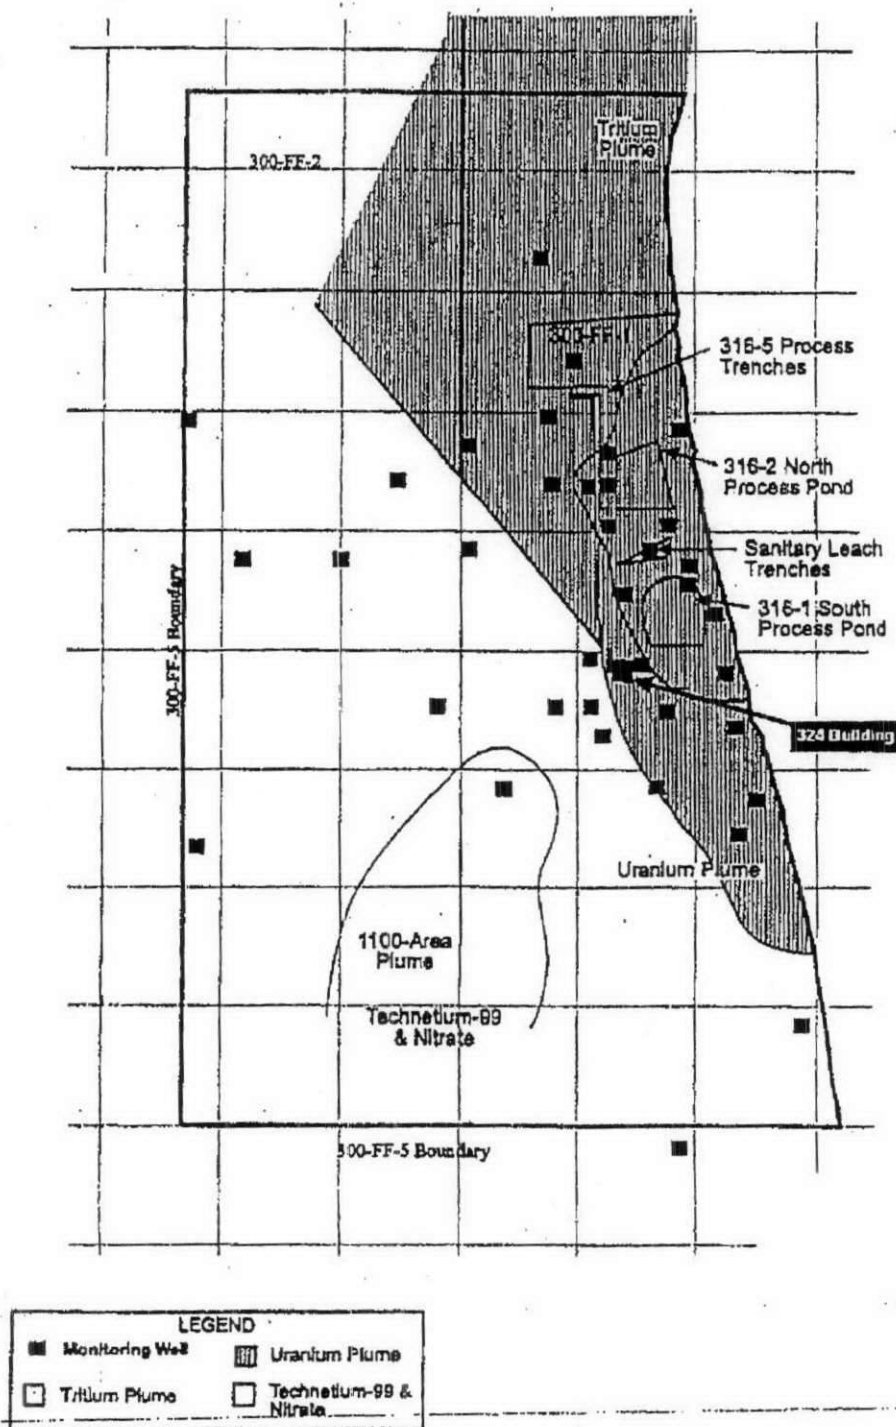 Tritium
Plume
300-FF-2
300-FF-1
316-5 Process
Trenches
316-2 North
Process Pond
Sanitary Leach
Trenches
316-1 South
Process Pond
300-FF-5 Boundary
324 Building
Uranium Plume
1100-Area
Plume
Technetium-99
& Nitrate
300-FF-5 Boundary
LEGEND
Monitoring Well
Uranium Plume
Tritium Plume
Technetium-99 &
Nitrate